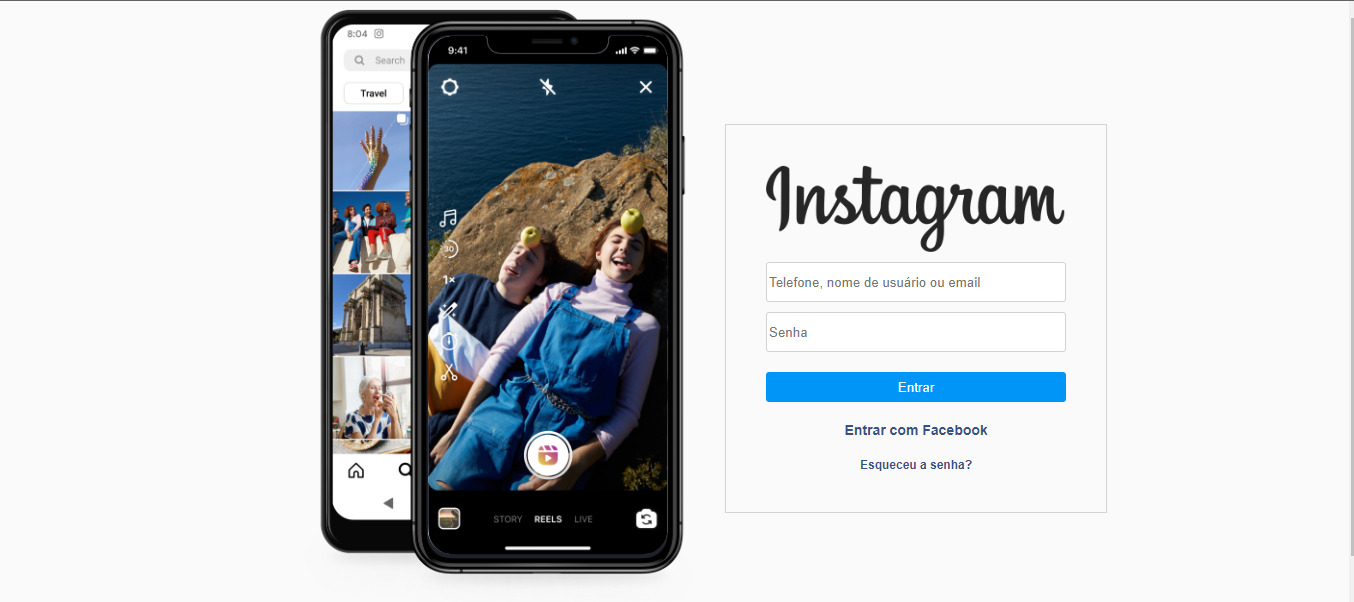 8:04
Search
Travel
9:41
30
1×
STORY REELS LIVE
Instagram
Telefone, nome de usuário ou email
Senha
Entrar
Entrar com Facebook
Esqueceu a senha?